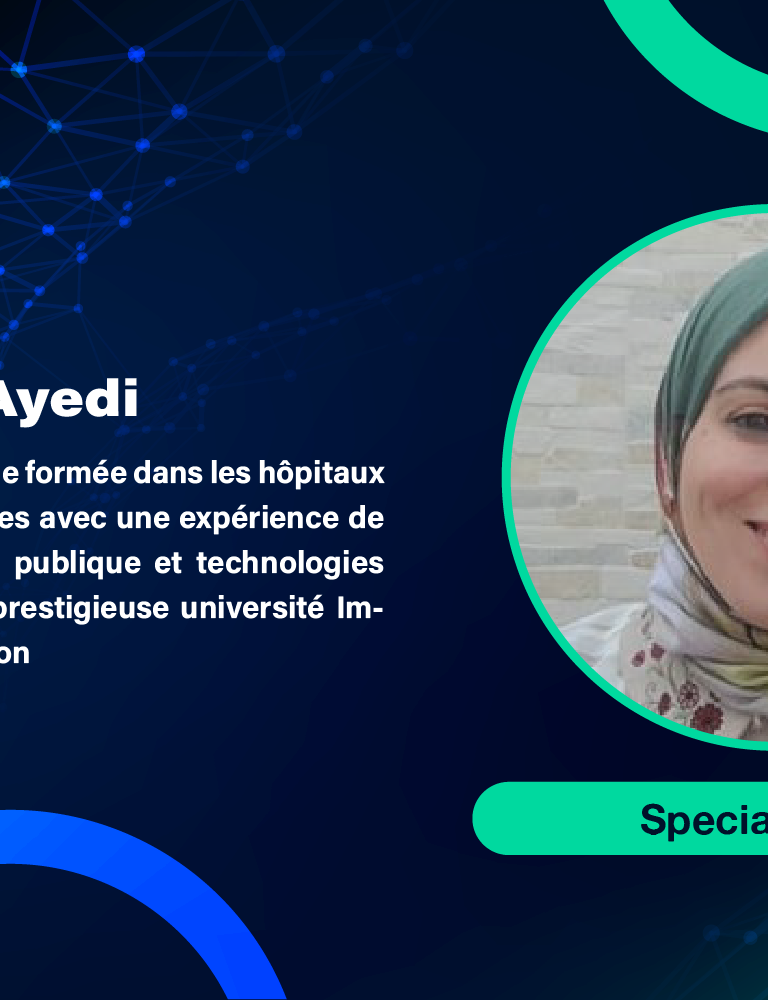 Ayedi
e formée dans les hôpitaux
es avec une expérience de
publique et technologies
prestigieuse université Im-
on
Specia